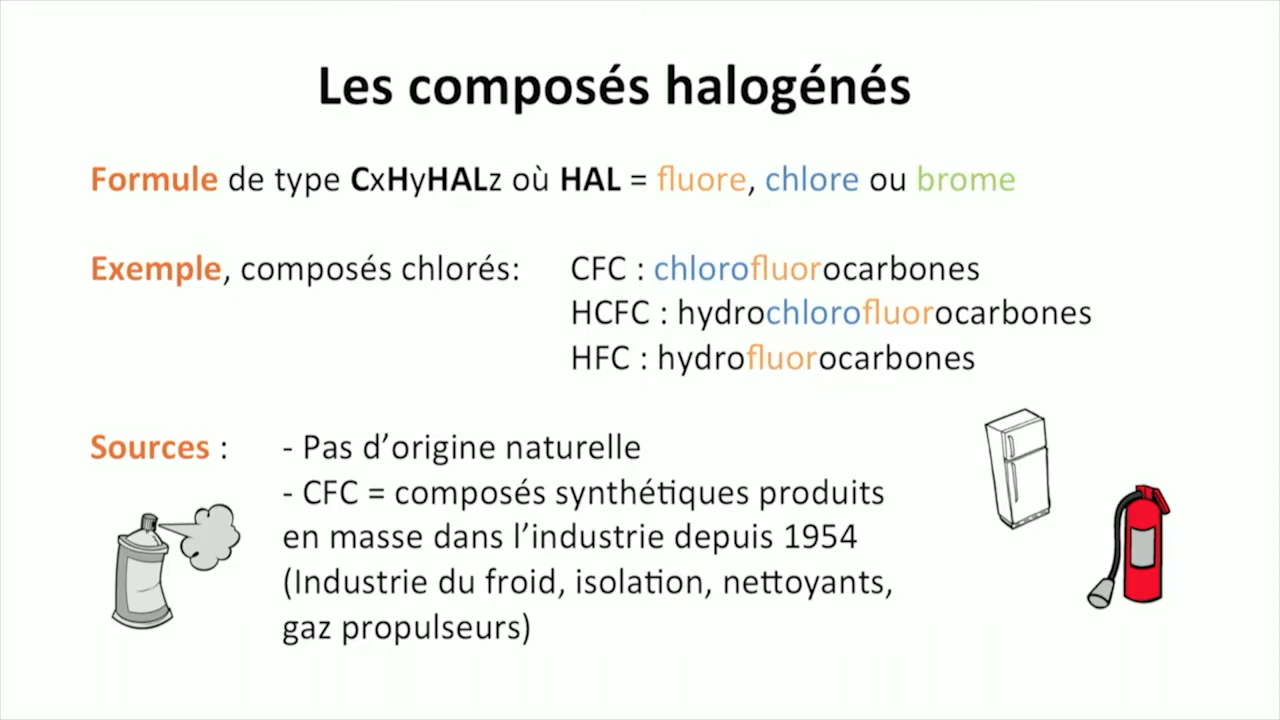 Les composés halogénés
Formule de type CxHyHALz où HAL = fluore, chlore ou brome
Exemple, composés chlorés: CFC : chlorofluorocarbones
HCFC : hydrochlorofluorocarbones
HFC : hydrofluorocarbones
Sources : - Pas d’origine naturelle
- CFC = composés synthétiques produits
en masse dans l’industrie depuis 1954
(Industrie du froid, isolation, nettoyants,
gaz propulseurs)